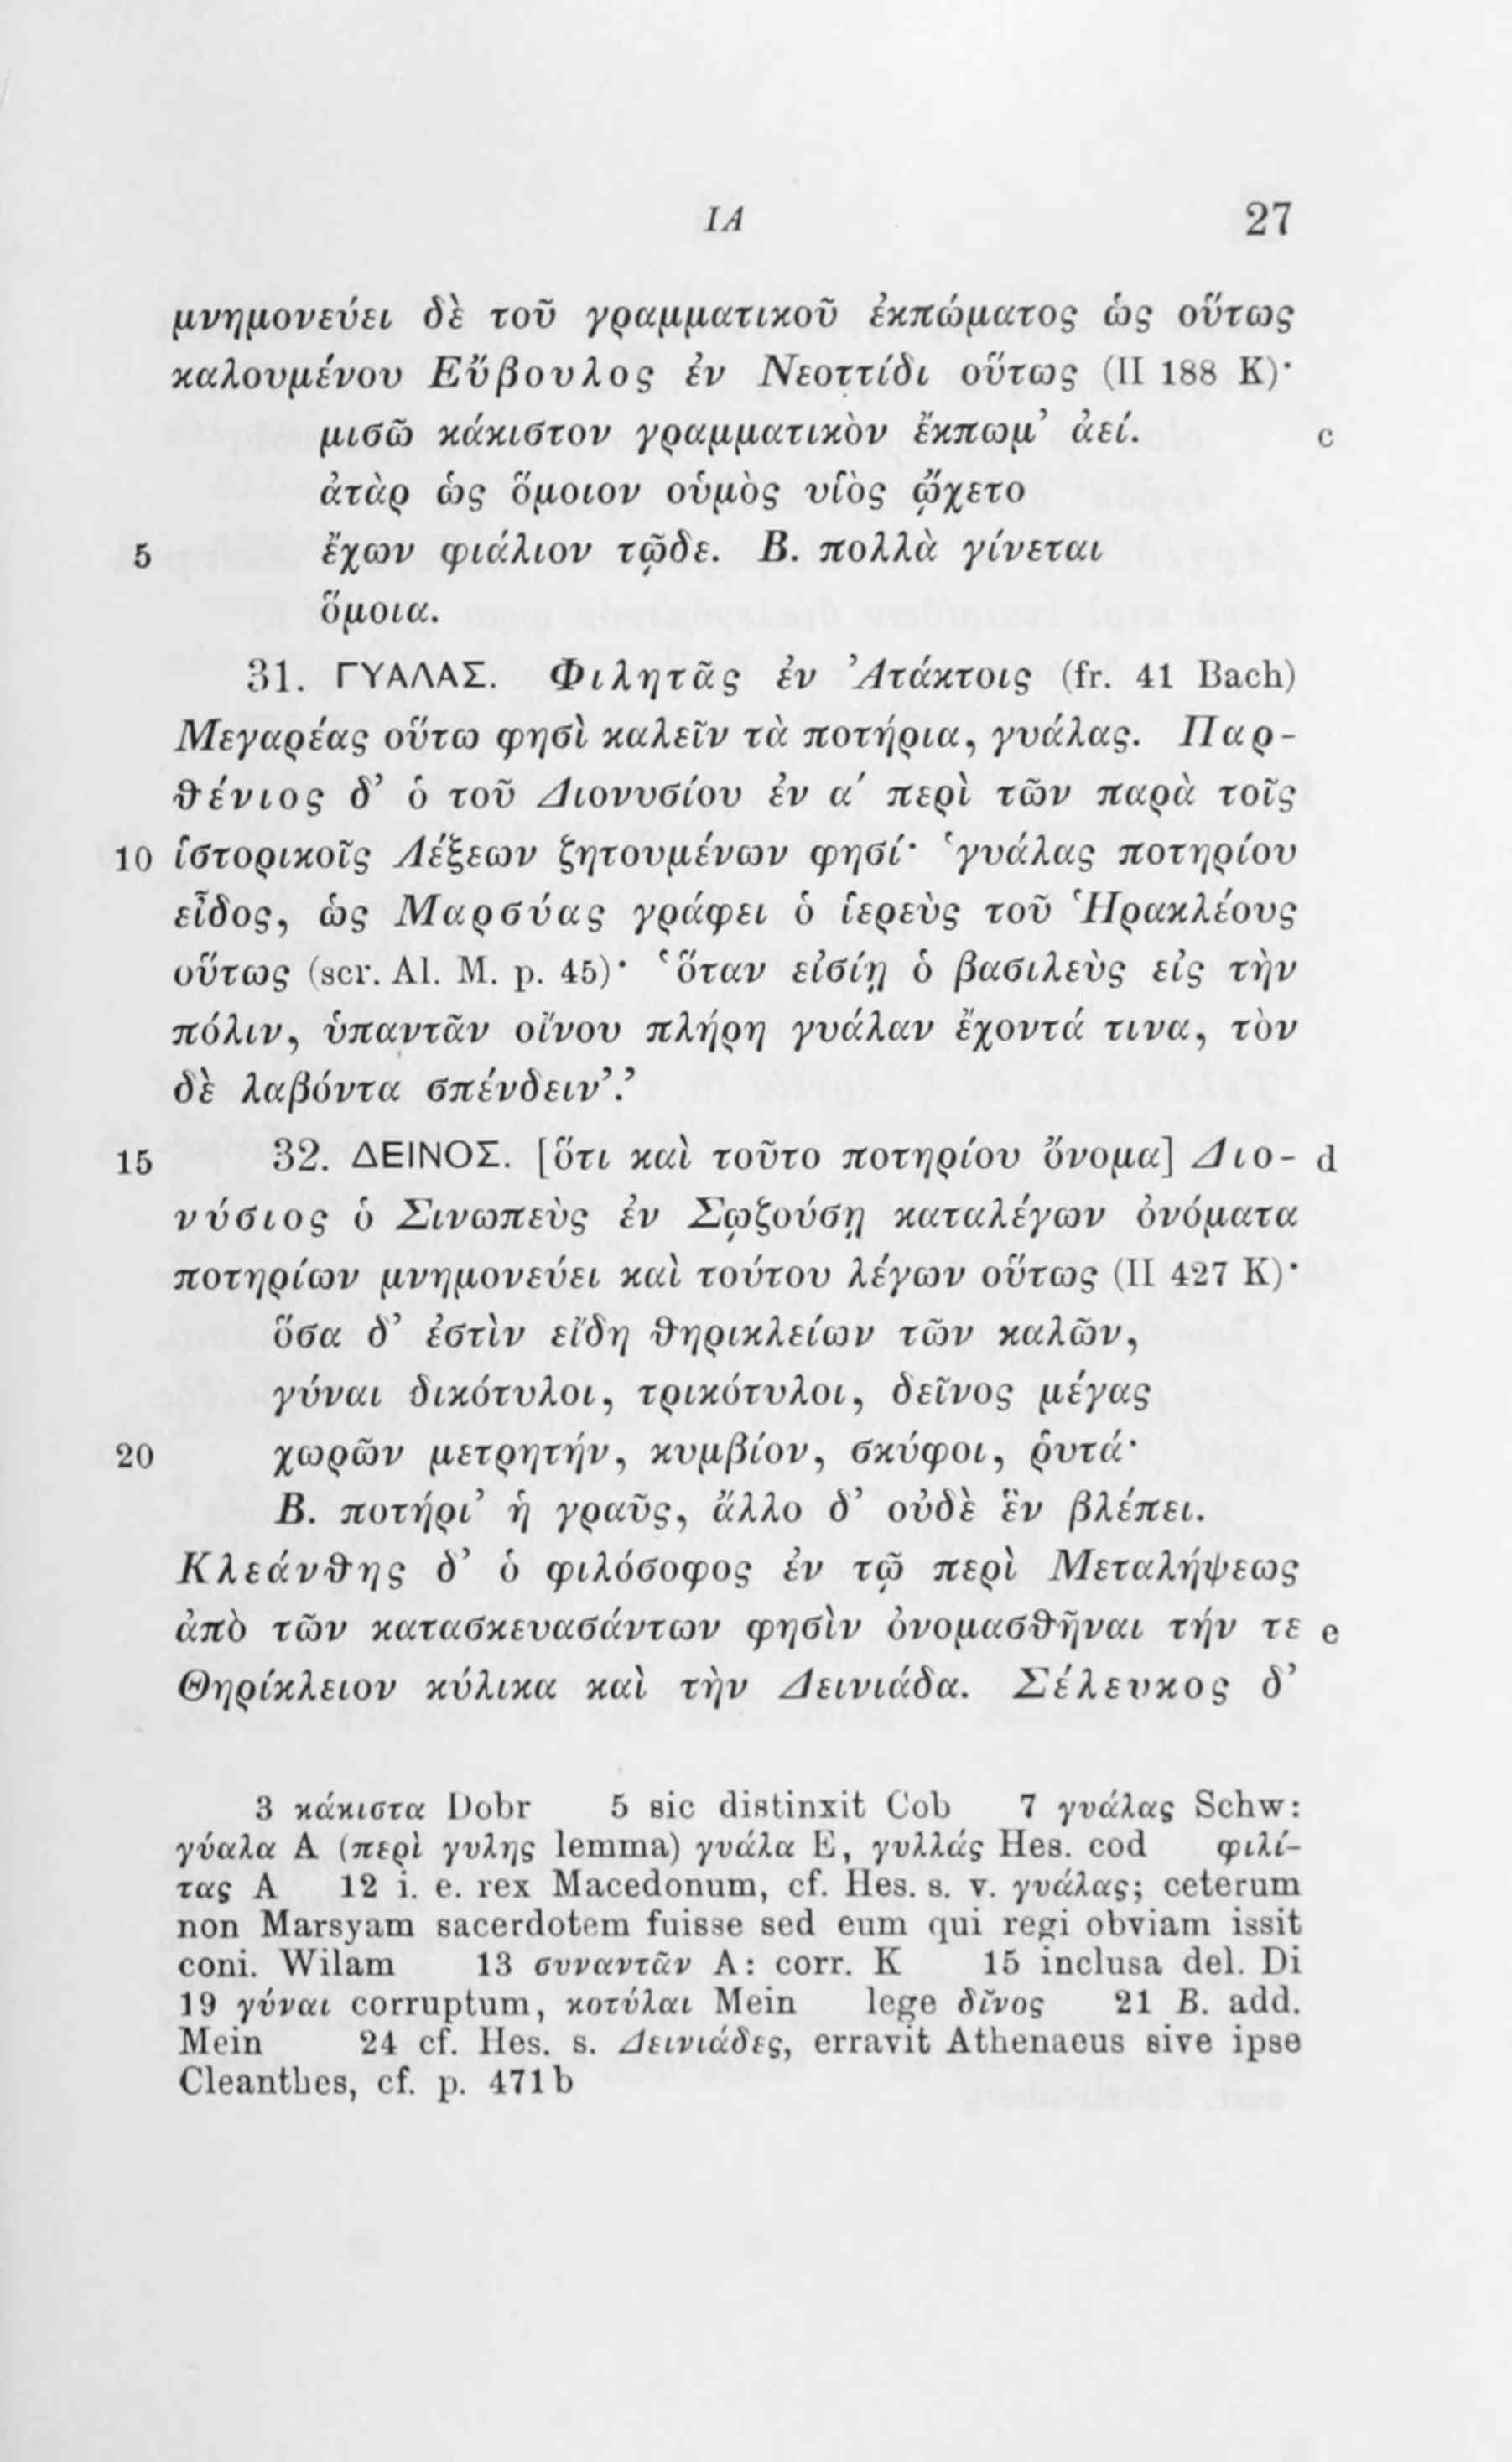 ΙΑ 27
μνημονεύει δὲ τοῦ γραμματικοῦ ἐκπώματος ὡς οὕτως
καλουμένου Εὔβουλος ἐν Νεοττίδι οὕτως (II 188 K)·
μισῶ κάκιστον γραμματικὸν ἔκπωμ’ ἀεί. c
ἀτὰρ ὡς ὅμοιον οὑμὸς υἱὸς ᾤχετο
5 ἔχων φιάλιον τῷδε. Β. πολλὰ γίνεται
ὅμοια.
31. ΓΥΑΛΑΣ. Φιλητᾶς ἐν Ἀτάκτοις (fr. 41 Bach)
Μεγαρέας οὕτω φησὶ καλεῖν τὰ ποτήρια, γυάλας. Παρ-
θένιος δ’ ὁ τοῦ Διονυσίου ἐν α΄ περὶ τῶν παρὰ τοῖς
10 ἱστορικοῖς Λέξεων ζητουμένων φησί· ‘γυάλας ποτηρίου
εἶδος, ὡς Μαρσύας γράφει ὁ ἱερεὺς τοῦ Ἡρακλέους
οὕτως (scr. Al. M. p. 45)· ‘ὅταν εἰσίῃ ὁ βασιλεὺς εἰς τὴν
πόλιν, ὑπαντᾶν οἴνου πλήρη γυάλαν ἔχοντά τινα, τὸν
δὲ λαβόντα σπένδειν’.’
15 32. ΔΕΙΝΟΣ. [ὅτι καὶ τοῦτο ποτηρίου ὄνομα] Διο- d
νύσιος ὁ Σινωπεὺς ἐν Σῳζούσῃ καταλέγων ὀνόματα
ποτηρίων μνημονεύει καὶ τούτου λέγων οὕτως (II 427 K)·
ὅσα δ’ ἐστὶν εἴδη θηρικλείων τῶν καλῶν,
γύναι δικότυλοι, τρικότυλοι, δεῖνος μέγας
20 χωρῶν μετρητήν, κυμβίον, σκύφοι, ῥυτά·
Β. ποτήρι’ ἡ γραῦς, ἄλλο δ’ οὐδὲ ἓν βλέπει.
Κλεάνθης δ’ ὁ φιλόσοφος ἐν τῷ περὶ Μεταλήψεως
ἀπὸ τῶν κατασκευασάντων φησὶν ὀνομασθῆναι τήν τε e
Θηρίκλειον κύλικα καὶ τὴν Δεινιάδα. Σέλευκος δ’
3 κάκιστα Dobr 5 sic distinxit Cob 7 γυάλας Schw:
γύαλα A (περὶ γυλης lemma) γυάλα E, γυλλάς Hes. cod φιλί-
τας A 12 i. e. rex Macedonum, cf. Hes. s. v. γυάλας; ceterum
non Marsyam sacerdotem fuisse sed eum qui regi obviam issit
coni. Wilam 13 συναντᾶν A: corr. K 15 inclusa del. Di
19 γύναι corruptum, κοτύλαι Mein lege δῖνος 21 Β. add.
Mein 24 cf. Hes. s. Δεινιάδες, erravit Athenaeus sive ipse
Cleanthes, cf. p. 471b